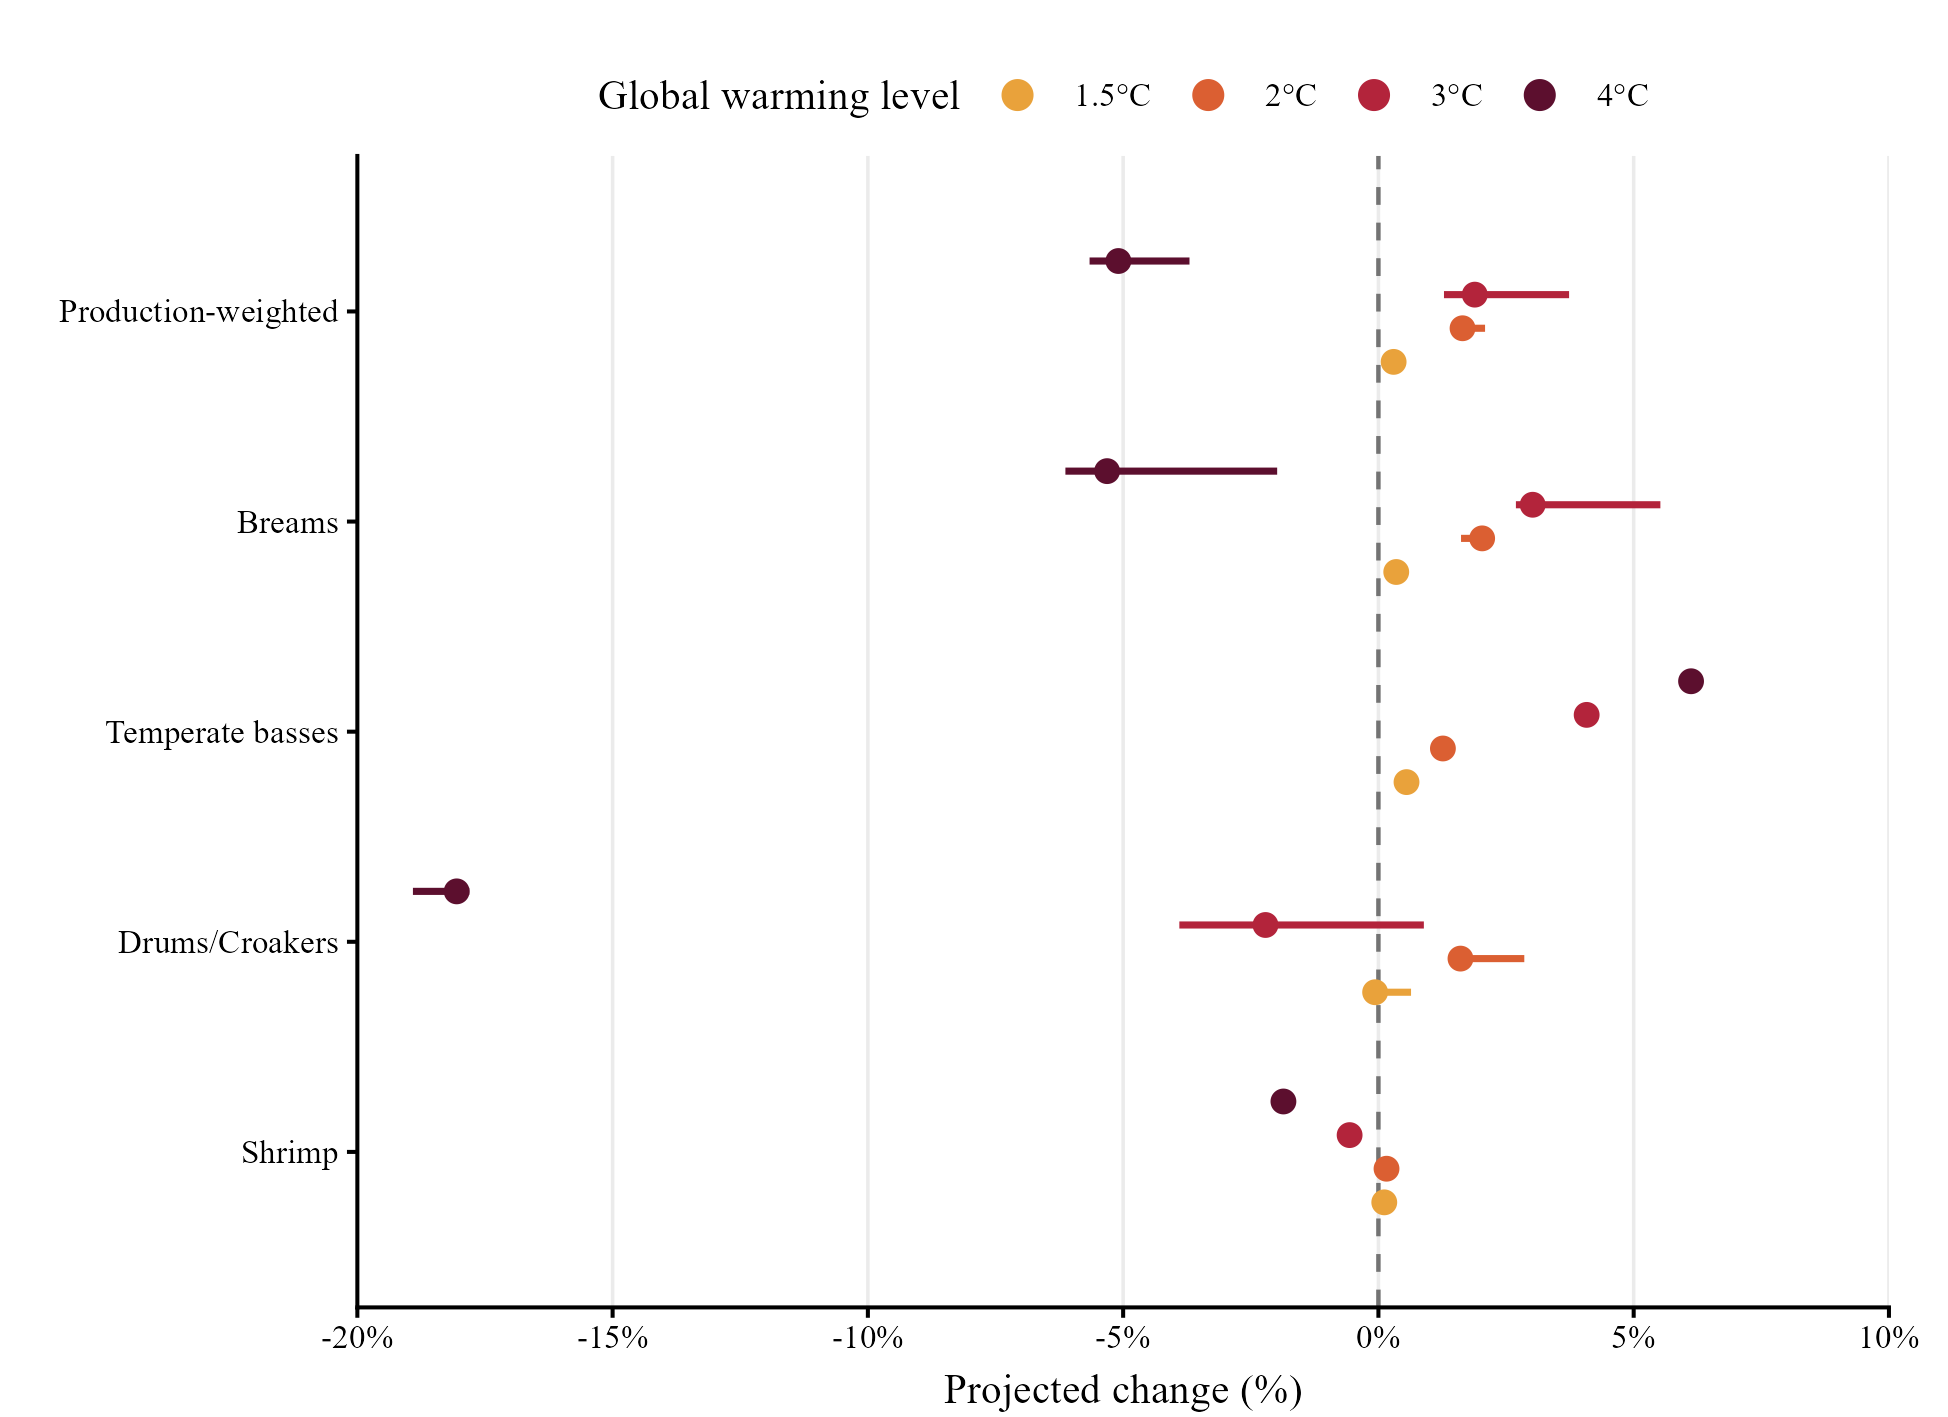 Global warming level 1.5°C 2°C 3°C 4°C
Production-weighted
Breams
Temperate basses
Drums/Croakers
Shrimp
-20% -15% -10% -5% 0% 5% 10%
Projected change (%)